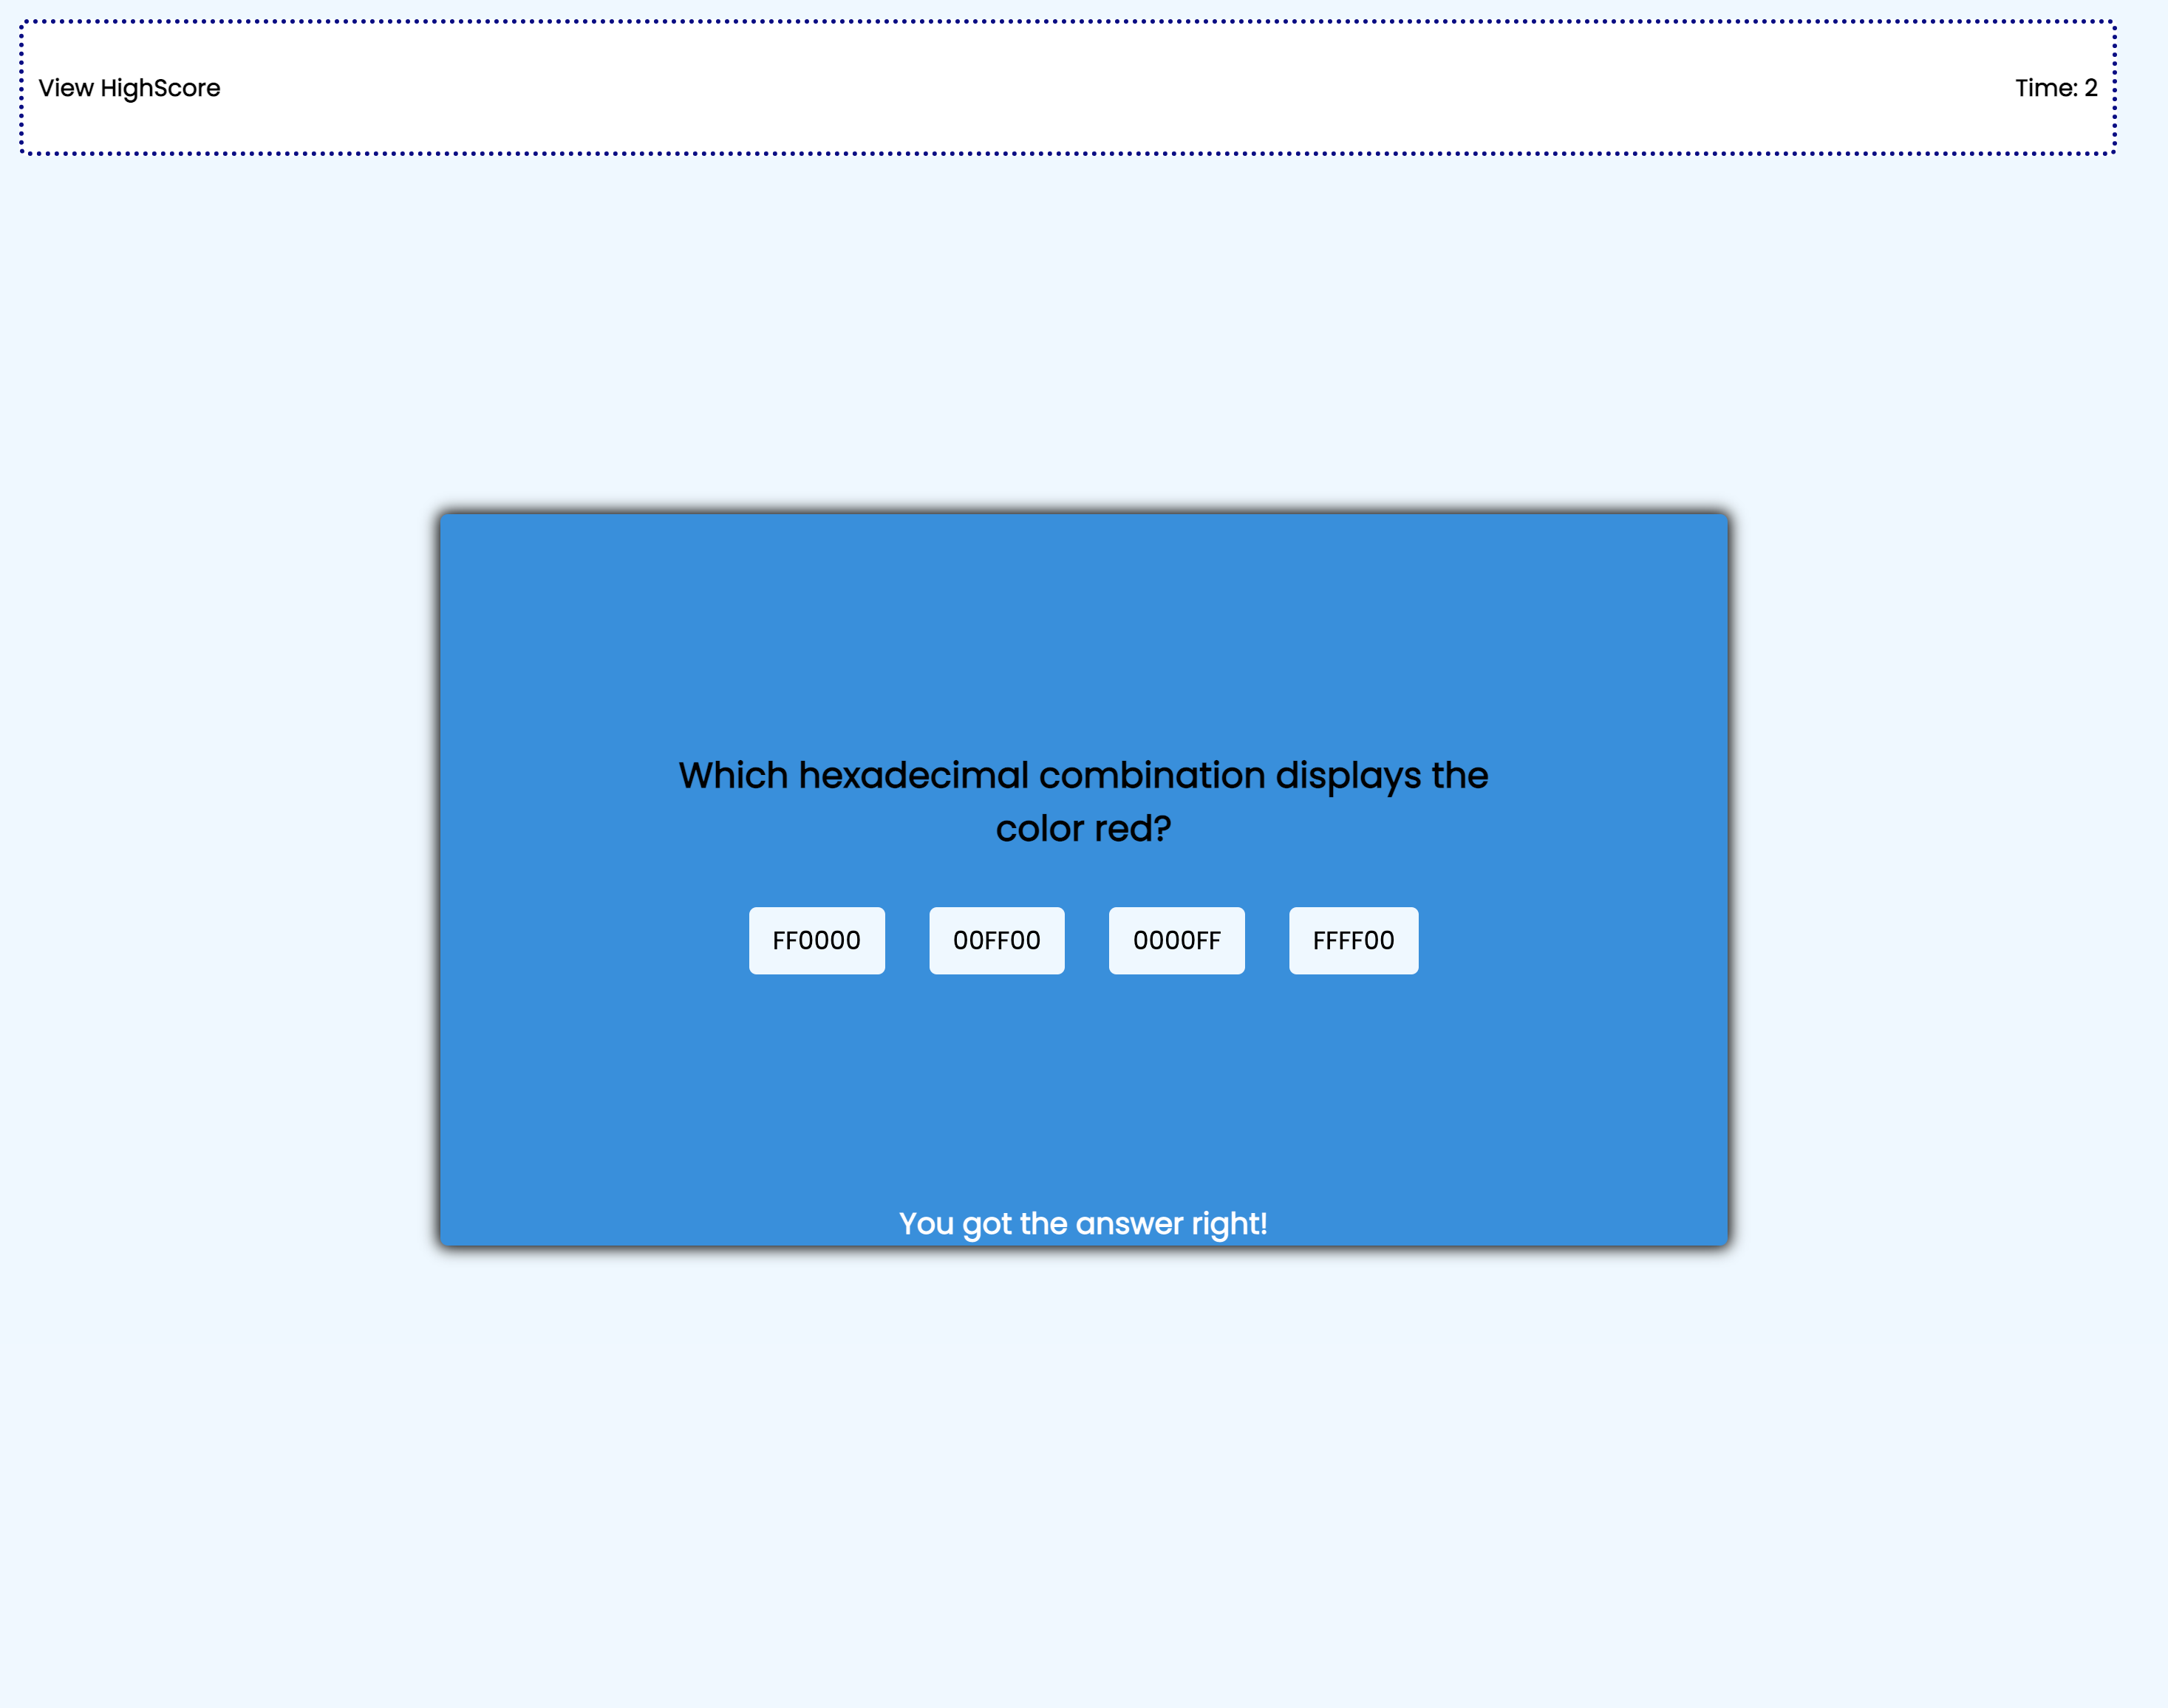 View HighScore
Time: 2
Which hexadecimal combination displays the
color red?
FF0000
00FF00
0000FF
FFFF00
You got the answer right!